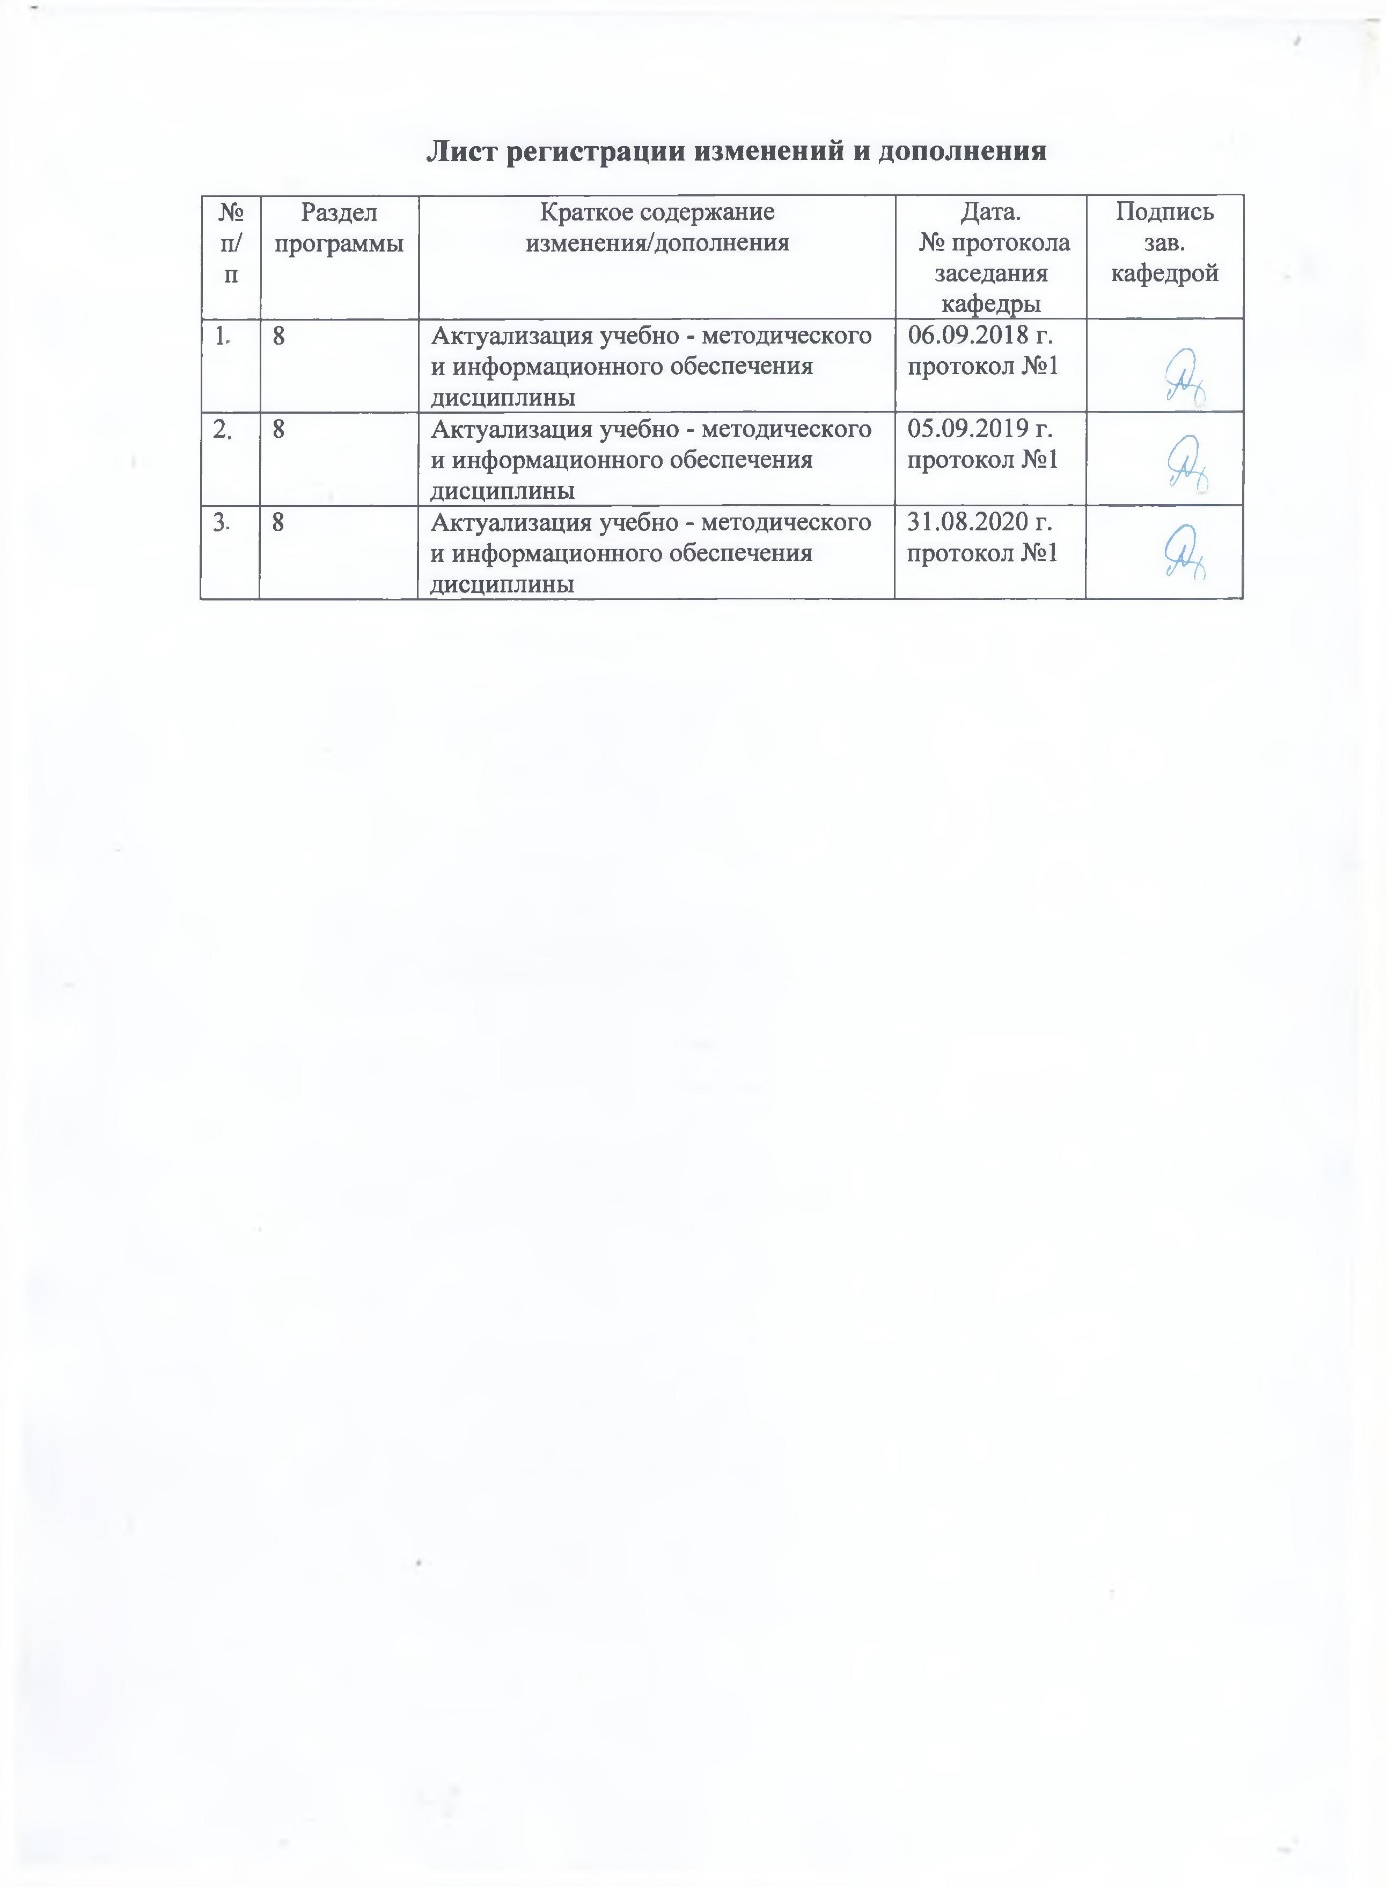 Лист регистрации изменений и дополнения
№
п/
п
Раздел
программы
Краткое содержание
изменения/дополнения
Дата.
№ протокола
заседания
кафедры
Подпись
зав.
кафедрой
1.
8
Актуализация учебно - методического
и информационного обеспечения
дисциплины
06.09.2018 г.
протокол №1
2.
8
Актуализация учебно - методического
и информационного обеспечения
дисциплины
05.09.2019 г.
протокол №1
3.
8
Актуализация учебно - методического
и информационного обеспечения
дисциплины
31.08.2020 г.
протокол №1